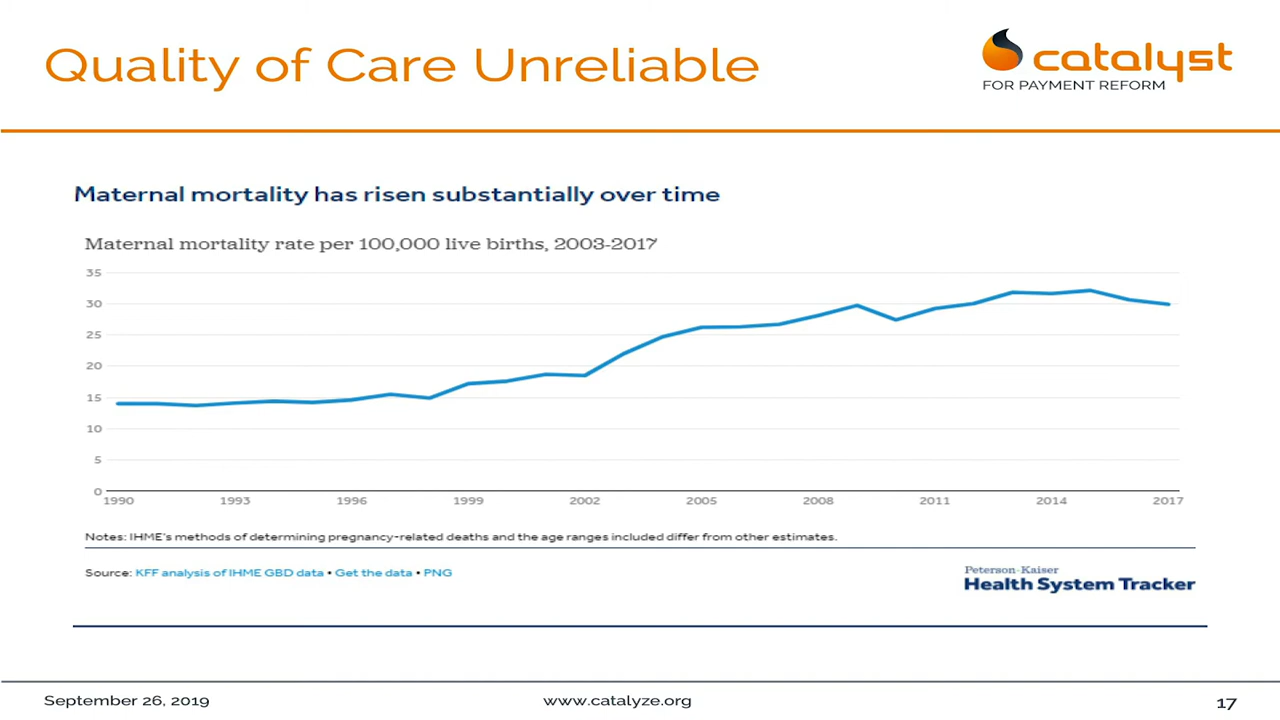 Quality of Care Unreliable
catalyst
FOR PAYMENT REFORM
Maternal mortality has risen substantially over time
Maternal mortality rate per 100,000 live births, 2003-2017
35
30
25
20
15
10
5
0
1990 1993 1996 1999 2002 2005 2008 2011 2014 2017
Notes: IHME's methods of determining pregnancy-related deaths and the age ranges included differ from other estimates.
Source: KFF analysis of IHME GBD data • Get the data • PNG
Peterson-Kaiser
Health System Tracker
September 26, 2019 www.catalyze.org 17